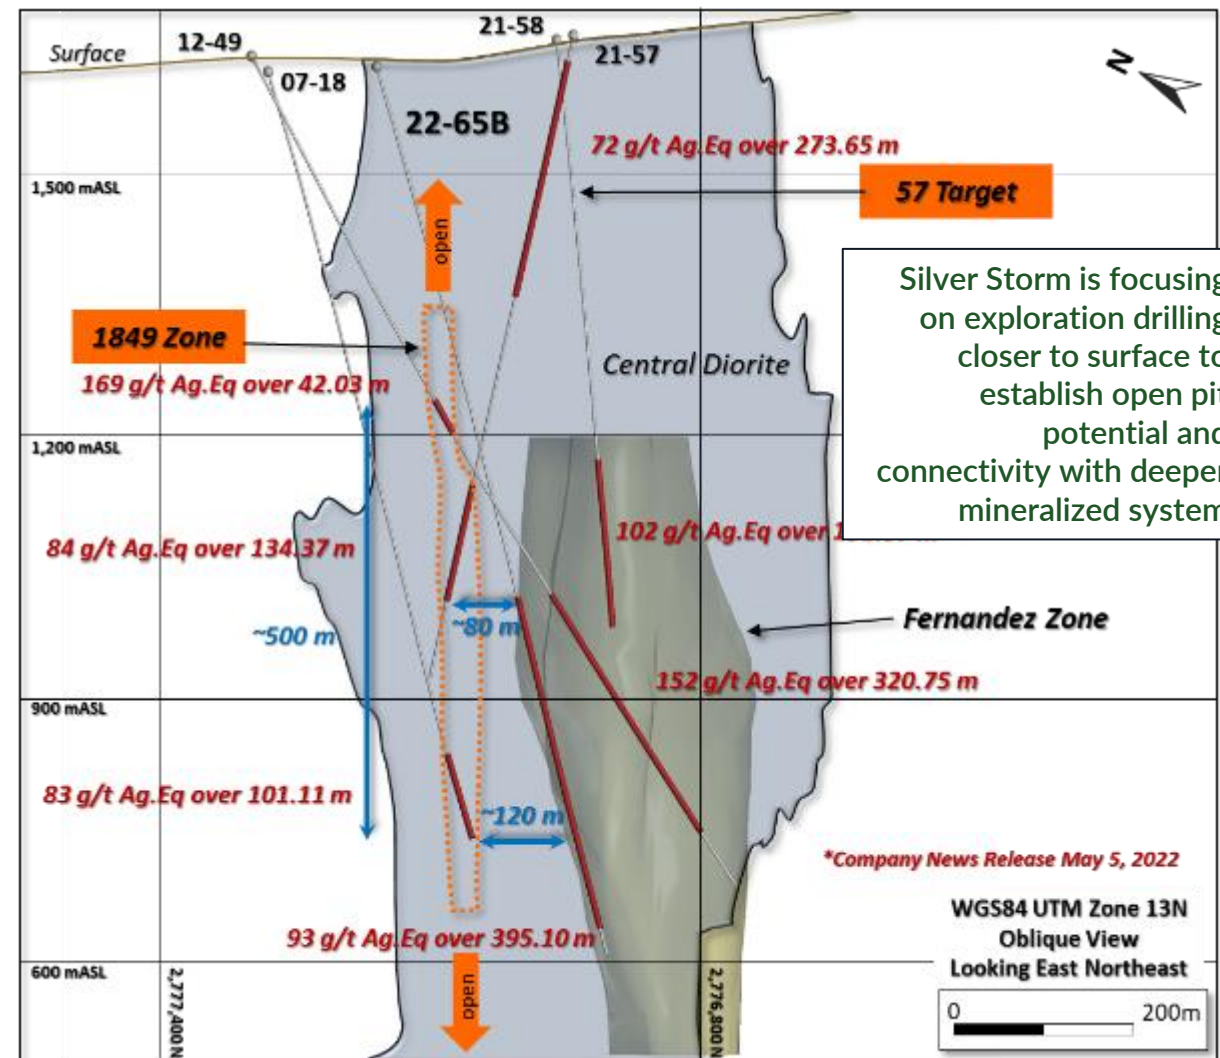 Surface
12-49
07-18
21-58
21-57
22-65B
N
72 g/t Ag.Eq over 273.65 m
57 Target
1,500 mASL
open
Silver Storm is focusing
on exploration drilling
closer to surface to
establish open pit
potential and
connectivity with deeper
mineralized system
1849 Zone
169 g/t Ag.Eq over 42.03 m
Central Diorite
1,200 mASL
84 g/t Ag.Eq over 134.37 m
102 g/t Ag.Eq over
~80 m
~500 m
Fernandez Zone
152 g/t Ag.Eq over 320.75 m
900 mASL
83 g/t Ag.Eq over 101.11 m
~120 m
*Company News Release May 5, 2022
93 g/t Ag.Eq over 395.10 m
WGS84 UTM Zone 13N
Oblique View
Looking East Northeast
600 mASL
2,777,400 N
open
2,776,800 N
0 200m